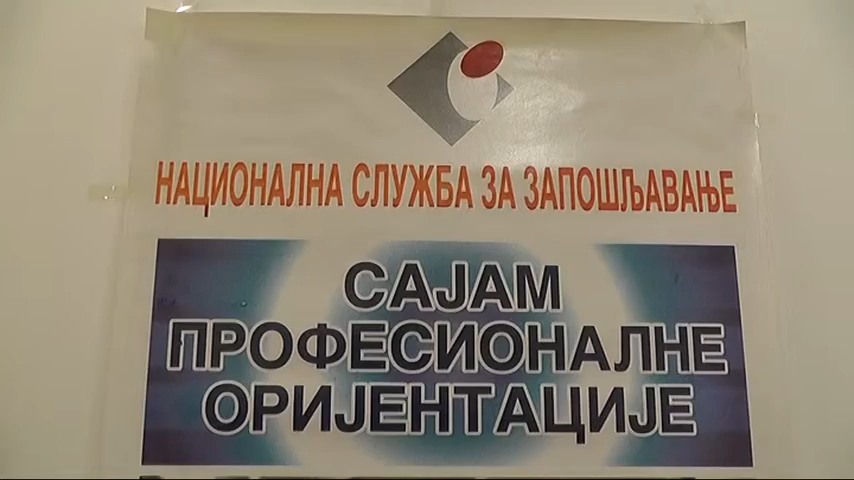 НАЦИОНАЛНА СЛУЖБА ЗА ЗАПОШЉАВАЊЕ
САЈАМ
ПРОФЕСИОНАЛНЕ
ОРИЈЕНТАЦИЈЕ